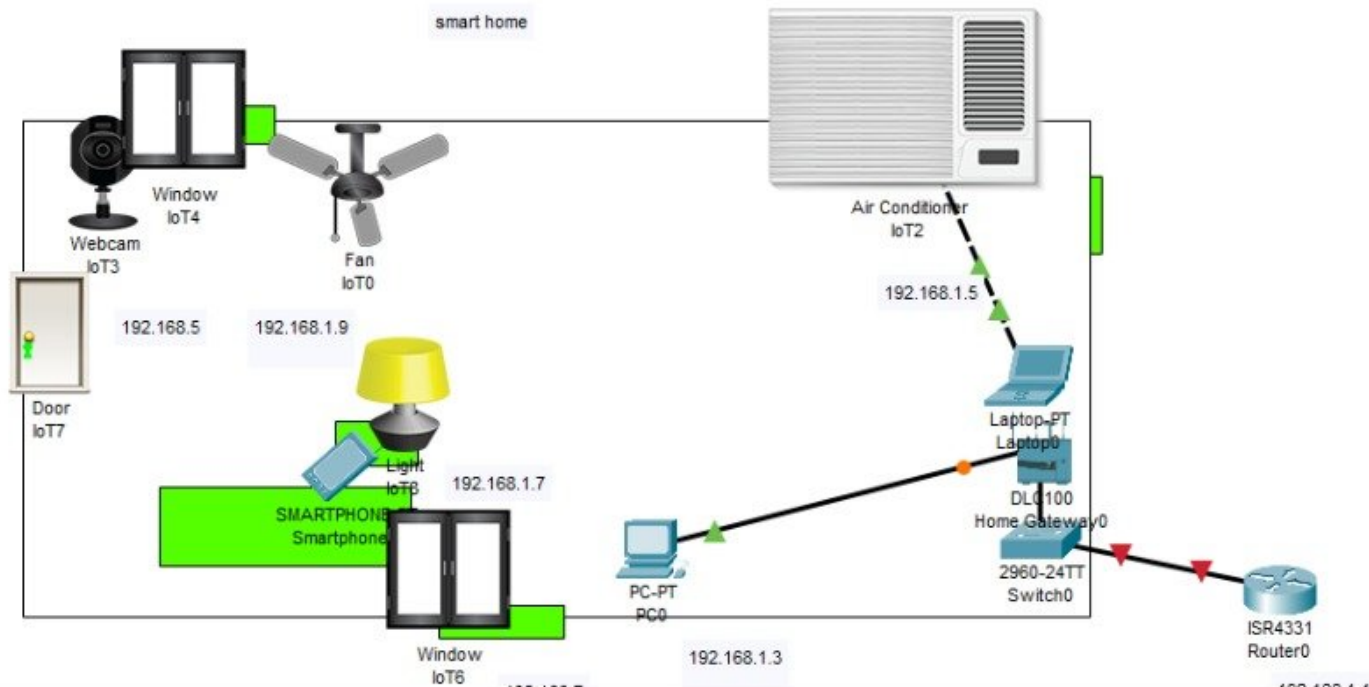 smart home
Window
IoT4
Webcam
IoT3
Fan
IoT0
Air Conditioner
IoT2
192.168.1.5
192.168.5
192.168.1.9
Door
IoT7
Laptop-PT
Laptop0
Light
IoT8
192.168.1.7
SMARTPHONE
Smartphone
DLC100
Home Gateway0
2960-24TT
Switch0
PC-PT
PC0
ISR4331
Router0
Window
IoT6
192.168.1.3